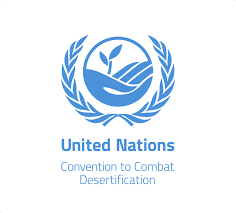 United Nations
Convention to Combat
Desertification